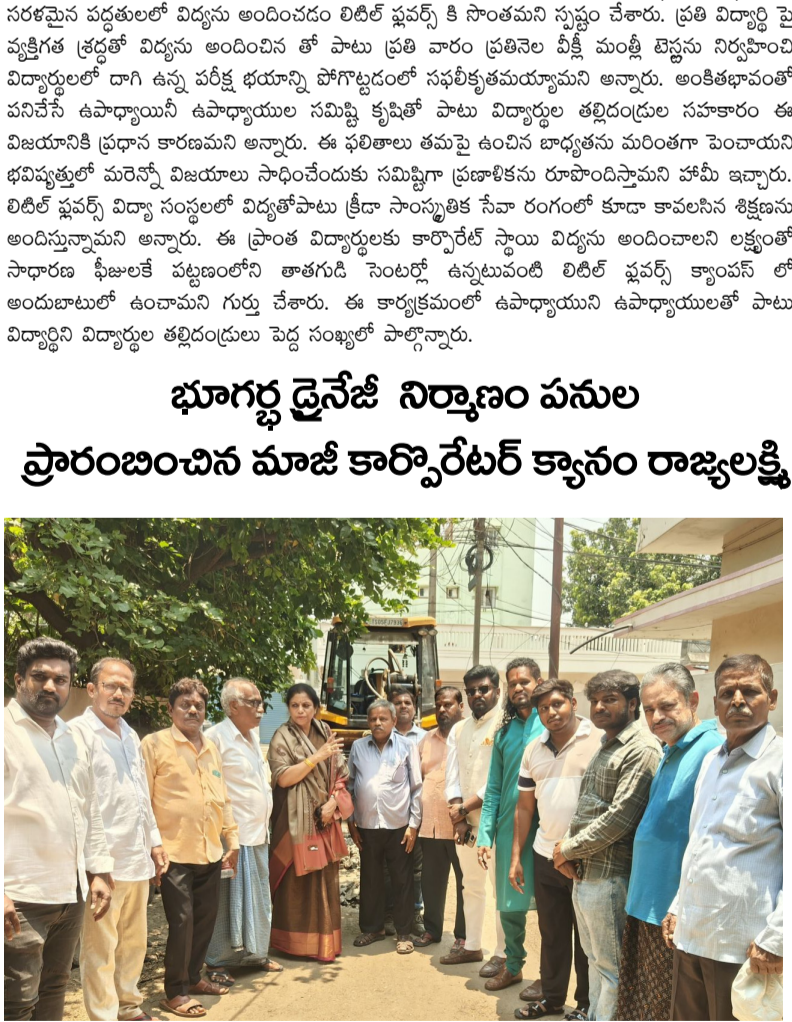 సరళమైన పద్ధతులలో విద్యను అందించడం లిటిల్ ఫ్లవర్స్ కి సొంతమని స్పష్టం చేశారు. ప్రతి విద్యార్థి పై
వ్యక్తిగత శ్రద్ధతో విద్యను అందించిన తో పాటు ప్రతి వారం ప్రతినెల వీక్లీ మంత్లీ టెస్ట్లను నిర్వహించి
విద్యార్థులలో దాగి ఉన్న పరీక్ష భయాన్ని పోగొట్టడంలో సఫలీకృతమయ్యామని అన్నారు. అంకితభావంతో
పనిచేసే ఉపాధ్యాయినీ ఉపాధ్యాయుల సమిష్టి కృషితో పాటు విద్యార్థుల తల్లిదండ్రుల సహకారం ఈ
విజయానికి ప్రధాన కారణమని అన్నారు. ఈ ఫలితాలు తమపై ఉంచిన బాధ్యతను మరింతగా పెంచాయని
భవిష్యత్తులో మరెన్నో విజయాలు సాధించేందుకు సమిష్టిగా ప్రణాళికను రూపొందిస్తామని హామీ ఇచ్చారు.
లిటిల్ ఫ్లవర్స్ విద్యా సంస్థలలో విద్యతోపాటు క్రీడా సాంస్కృతిక సేవా రంగంలో కూడా కావలసిన శిక్షణను
అందిస్తున్నామని అన్నారు. ఈ ప్రాంత విద్యార్థులకు కార్పొరేట్ స్థాయి విద్యను అందించాలని లక్ష్యంతో
సాధారణ ఫీజులకే పట్టణంలోని తాతగుడి సెంటర్లో ఉన్నటువంటి లిటిల్ ఫ్లవర్స్ క్యాంపస్ లో
అందుబాటులో ఉంచామని గుర్తు చేశారు. ఈ కార్యక్రమంలో ఉపాధ్యాయుని ఉపాధ్యాయులతో పాటు
విద్యార్థిని విద్యార్థుల తల్లిదండ్రులు పెద్ద సంఖ్యలో పాల్గొన్నారు.
భూగర్భ డ్రైనేజీ నిర్మాణం పనుల
ప్రారంబించిన మాజీ కార్పొరేటర్ క్యానం రాజ్యలక్ష్మి